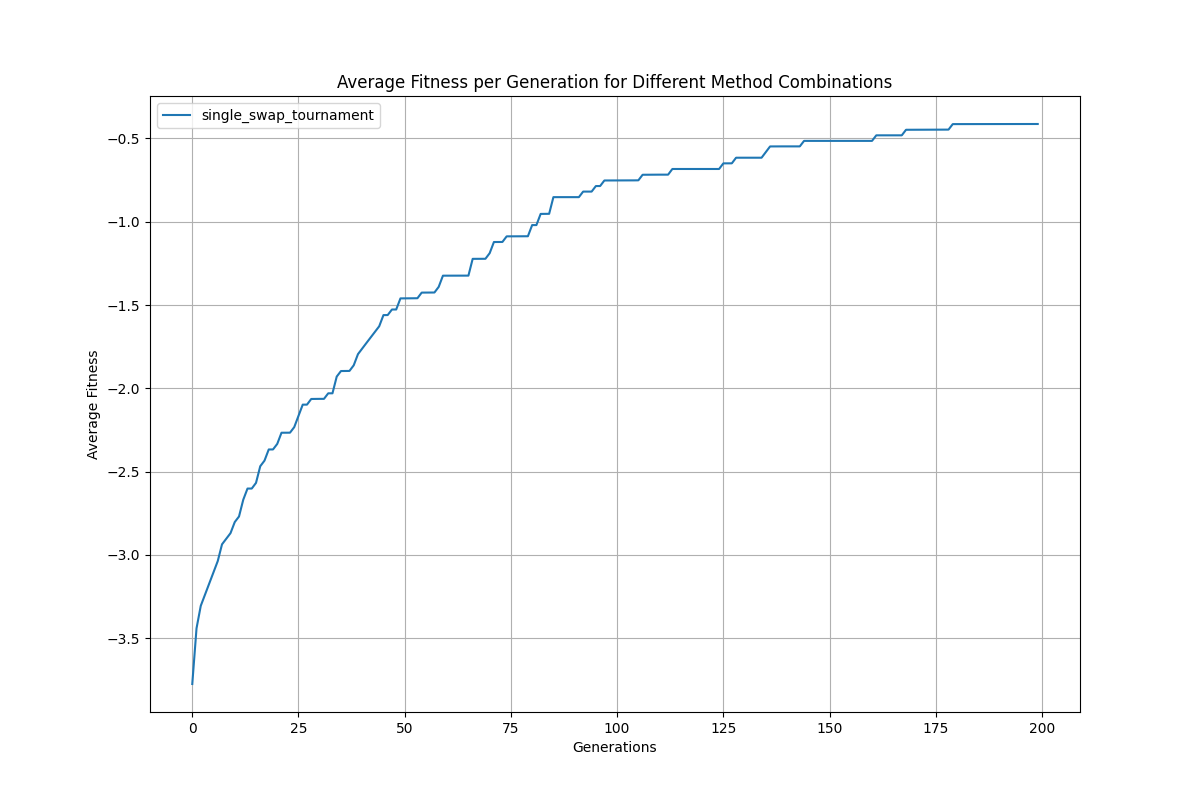 Average Fitness per Generation for Different Method Combinations
single_swap_tournament
−0.5
−1.0
−1.5
−2.0
−2.5
−3.0
−3.5
Average Fitness
0 25 50 75 100 125 150 175 200
Generations